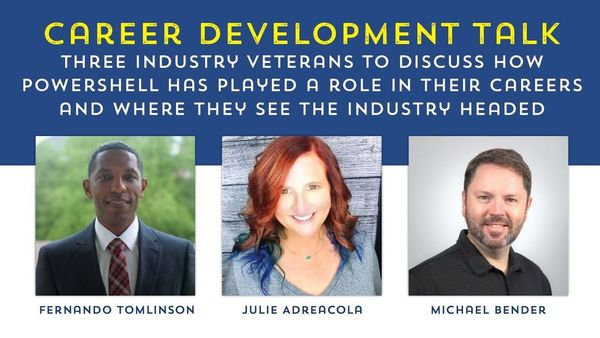 CAREER DEVELOPMENT TALK
THREE INDUSTRY VETERANS TO DISCUSS HOW
POWERSHELL HAS PLAYED A ROLE IN THEIR CAREERS
AND WHERE THEY SEE THE INDUSTRY HEADED
FERNANDO TOMLINSON
JULIE ADREACOLA
MICHAEL BENDER